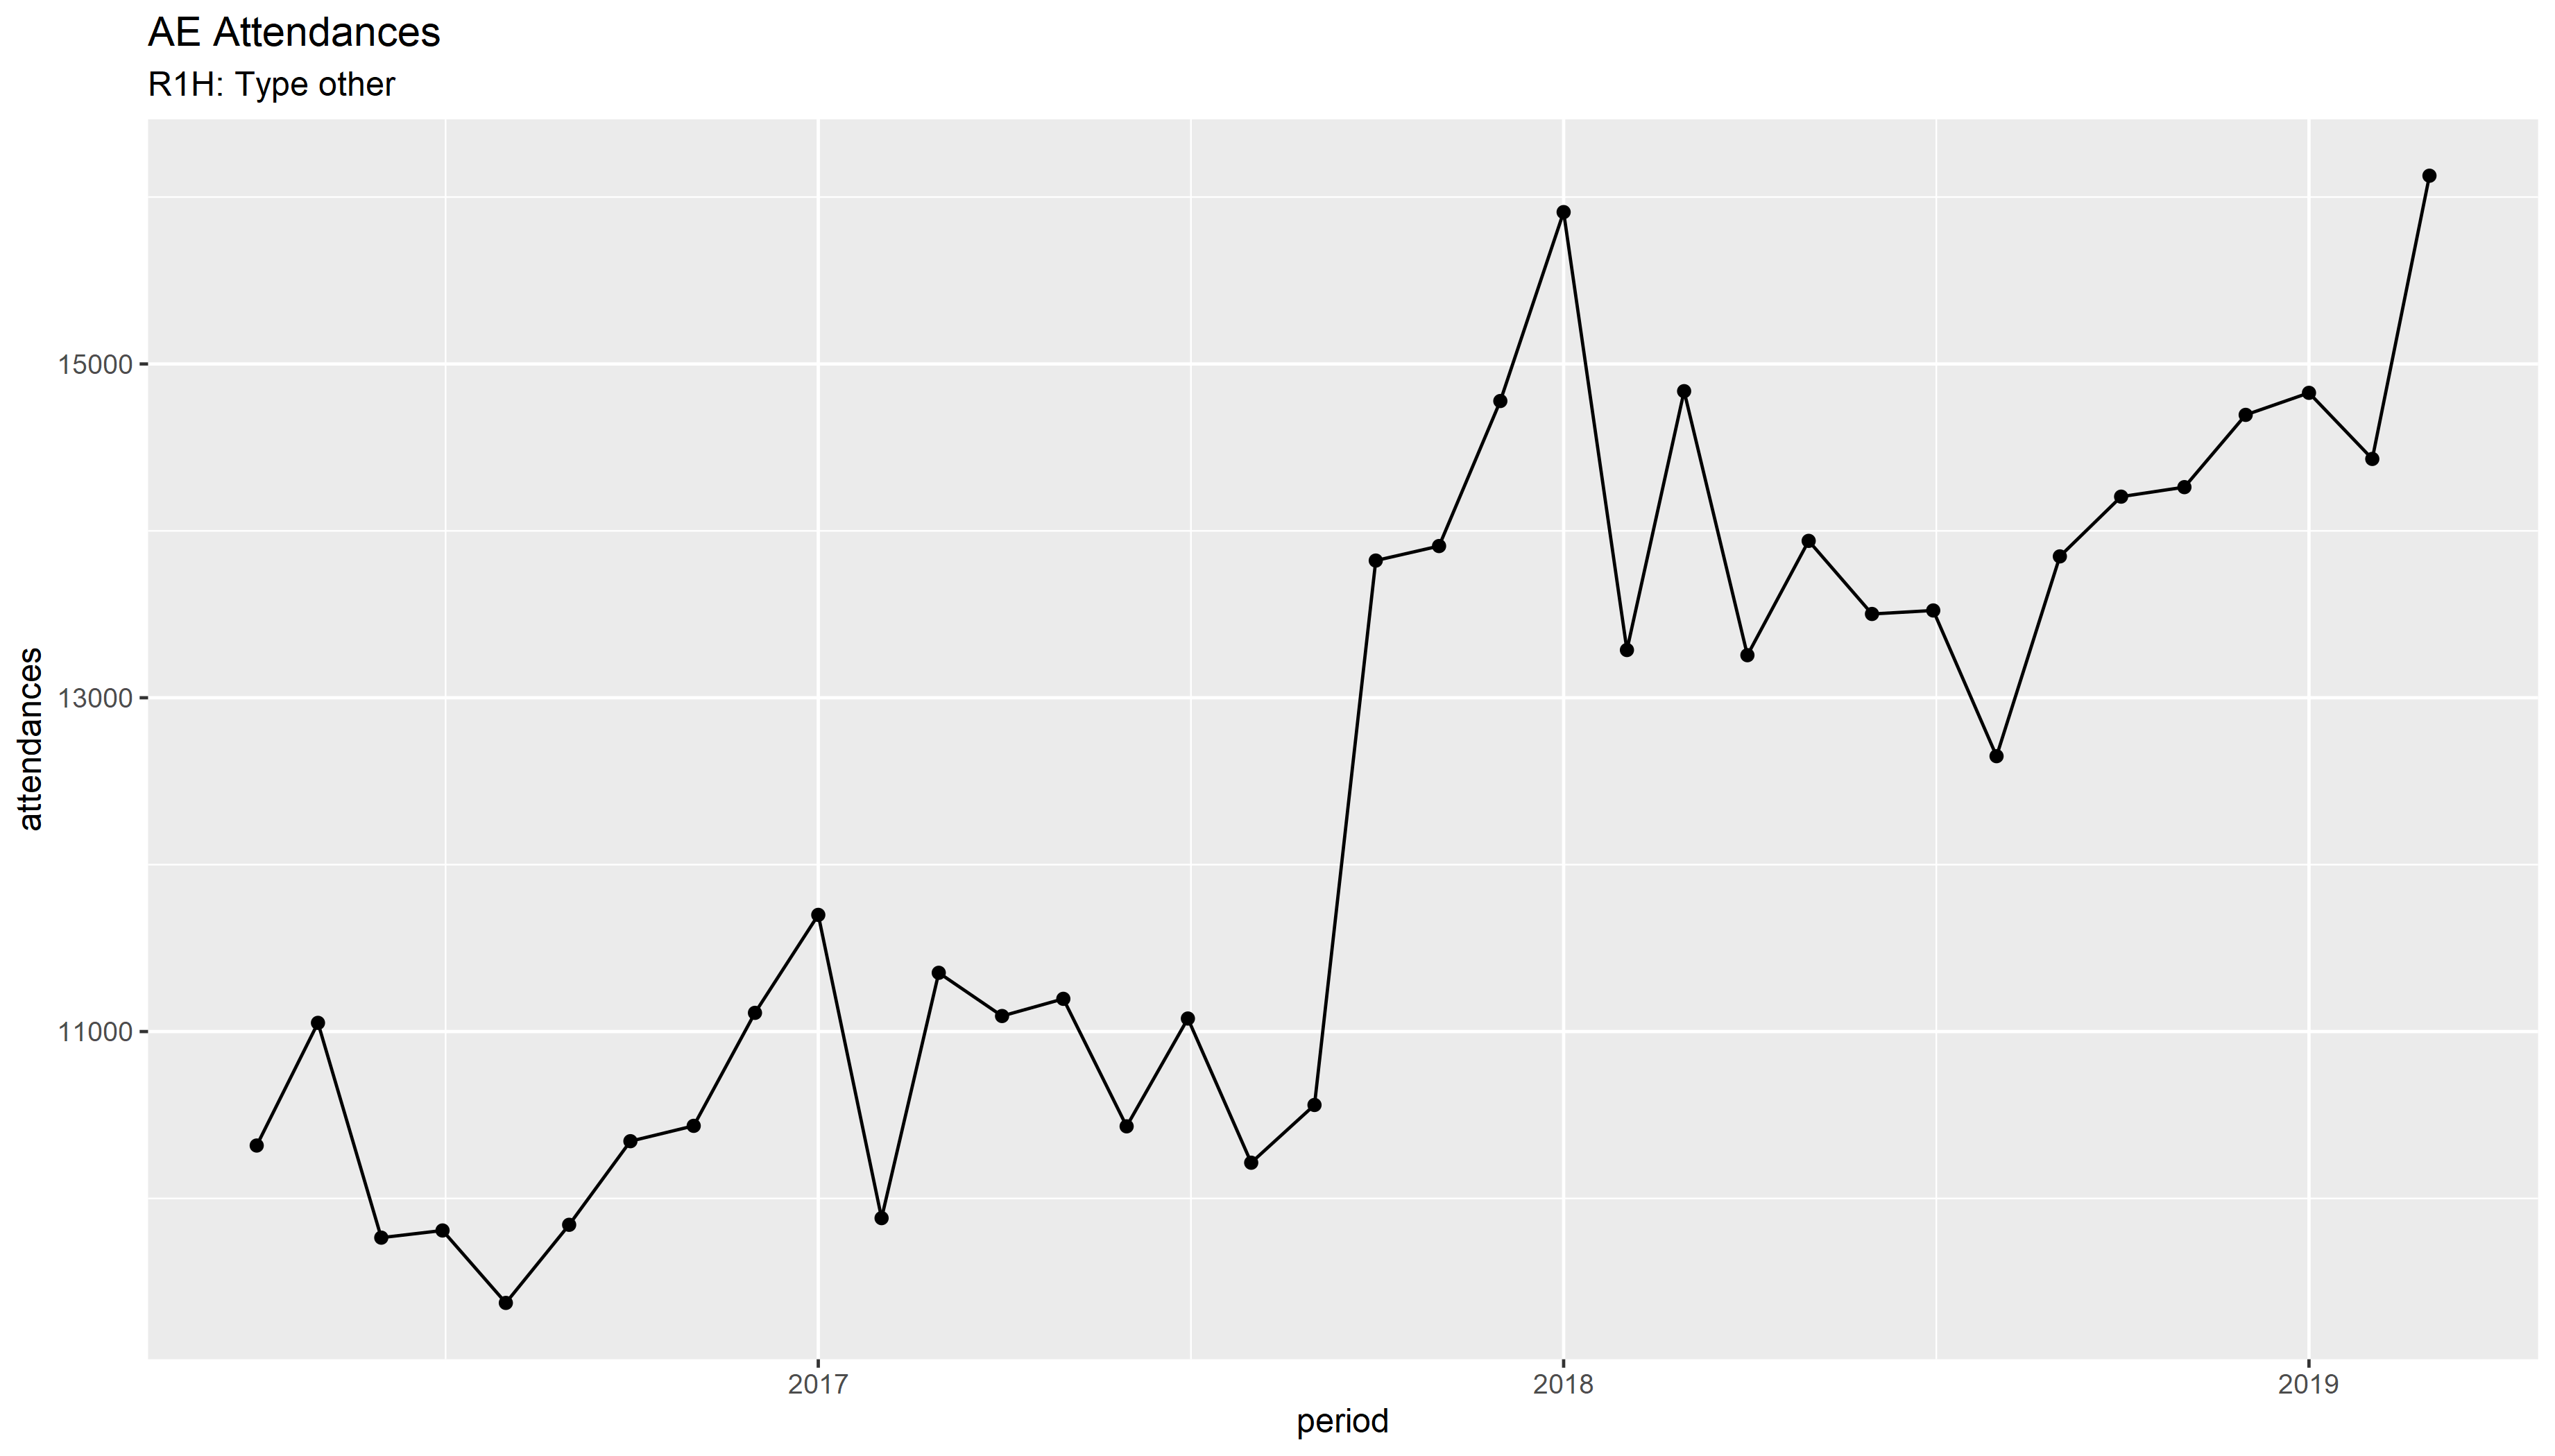 AE Attendances
R1H: Type other
attendances
15000
13000
11000
2017
2018
2019
period